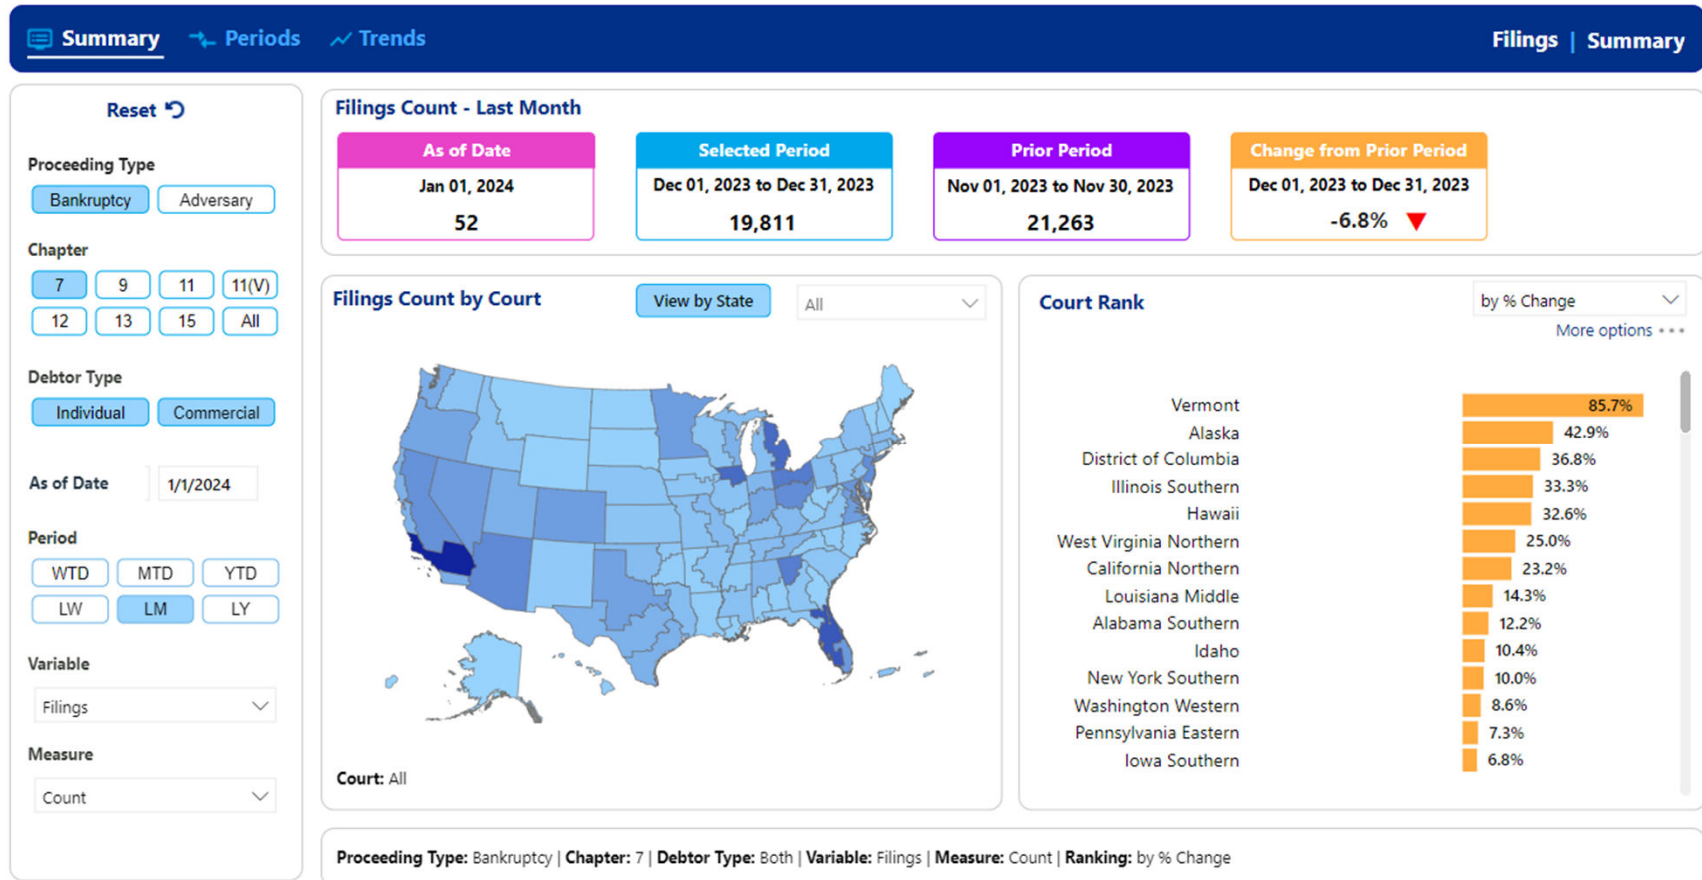 Summary Periods Trends Filings | Summary
Reset
Proceeding Type
Bankruptcy Adversary
Chapter
7 9 11 11(V)
12 13 15 All
Debtor Type
Individual Commercial
As of Date 1/1/2024
Period
WTD MTD YTD
LW LM LY
Variable
Filings
Measure
Count
Filings Count - Last Month
As of Date
Jan 01, 2024
52
Selected Period
Dec 01, 2023 to Dec 31, 2023
19,811
Prior Period
Nov 01, 2023 to Nov 30, 2023
21,263
Change from Prior Period
Dec 01, 2023 to Dec 31, 2023
-6.8%
Filings Count by Court View by State All
Court: All
Court Rank by % Change
More options
Vermont 85.7%
Alaska 42.9%
District of Columbia 36.8%
Illinois Southern 33.3%
Hawaii 32.6%
West Virginia Northern 25.0%
California Northern 23.2%
Louisiana Middle 14.3%
Alabama Southern 12.2%
Idaho 10.4%
New York Southern 10.0%
Washington Western 8.6%
Pennsylvania Eastern 7.3%
Iowa Southern 6.8%
Proceeding Type: Bankruptcy | Chapter: 7 | Debtor Type: Both | Variable: Filings | Measure: Count | Ranking: by % Change